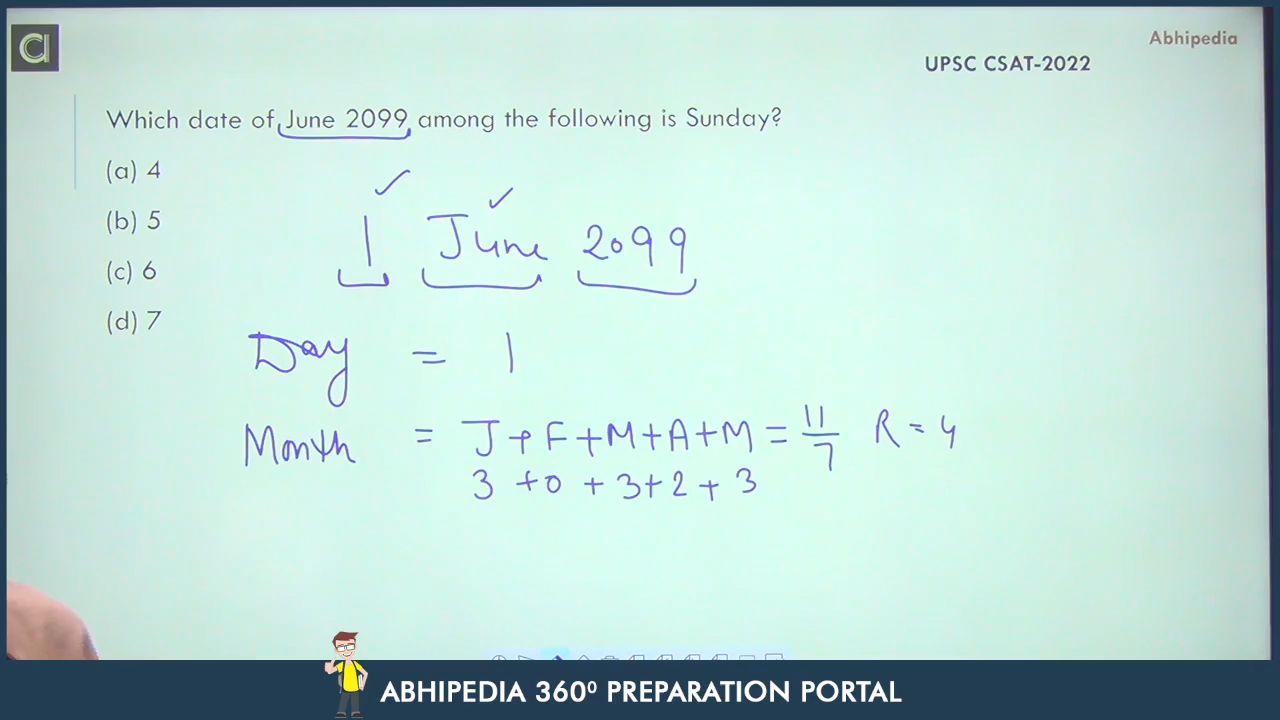 Abhipedia
UPSC CSAT-2022
Which date of June 2099 among the following is Sunday?
(a) 4
(b) 5
(c) 6
(d) 7
1 June 2099
Day = 1
Month = J+F+M+A+M = 11/7 R = 4
3+0+3+2+3
ABHIPEDIA 360⁰ PREPARATION PORTAL